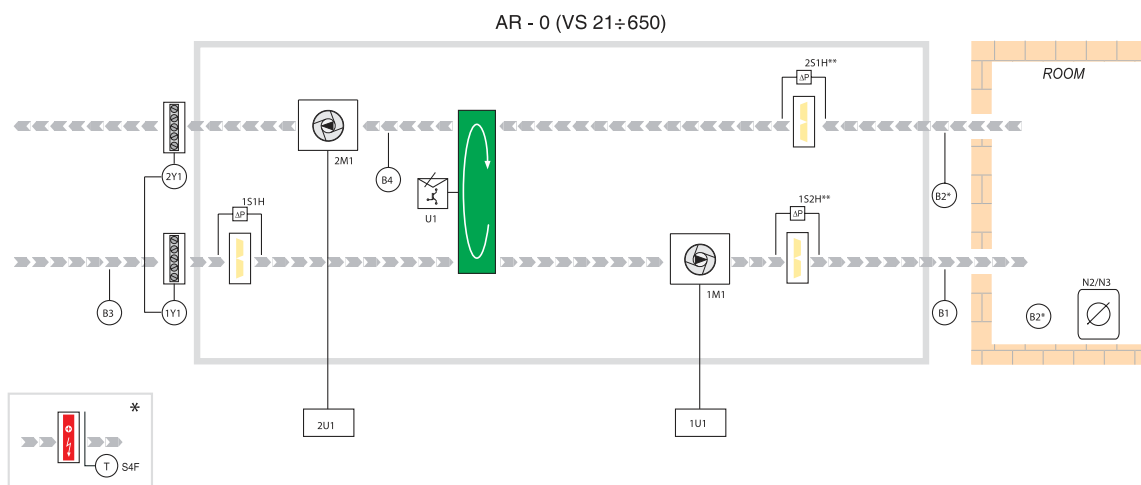 AR - 0 (VS 21÷650)
2S1H**
ΔP
ROOM
2M1
2Y1
B4
U1
B2*
1S1H
ΔP
1S2H**
ΔP
1M1
B3
1Y1
B1
B2*
N2/N3
*
2U1
1U1
T
S4F